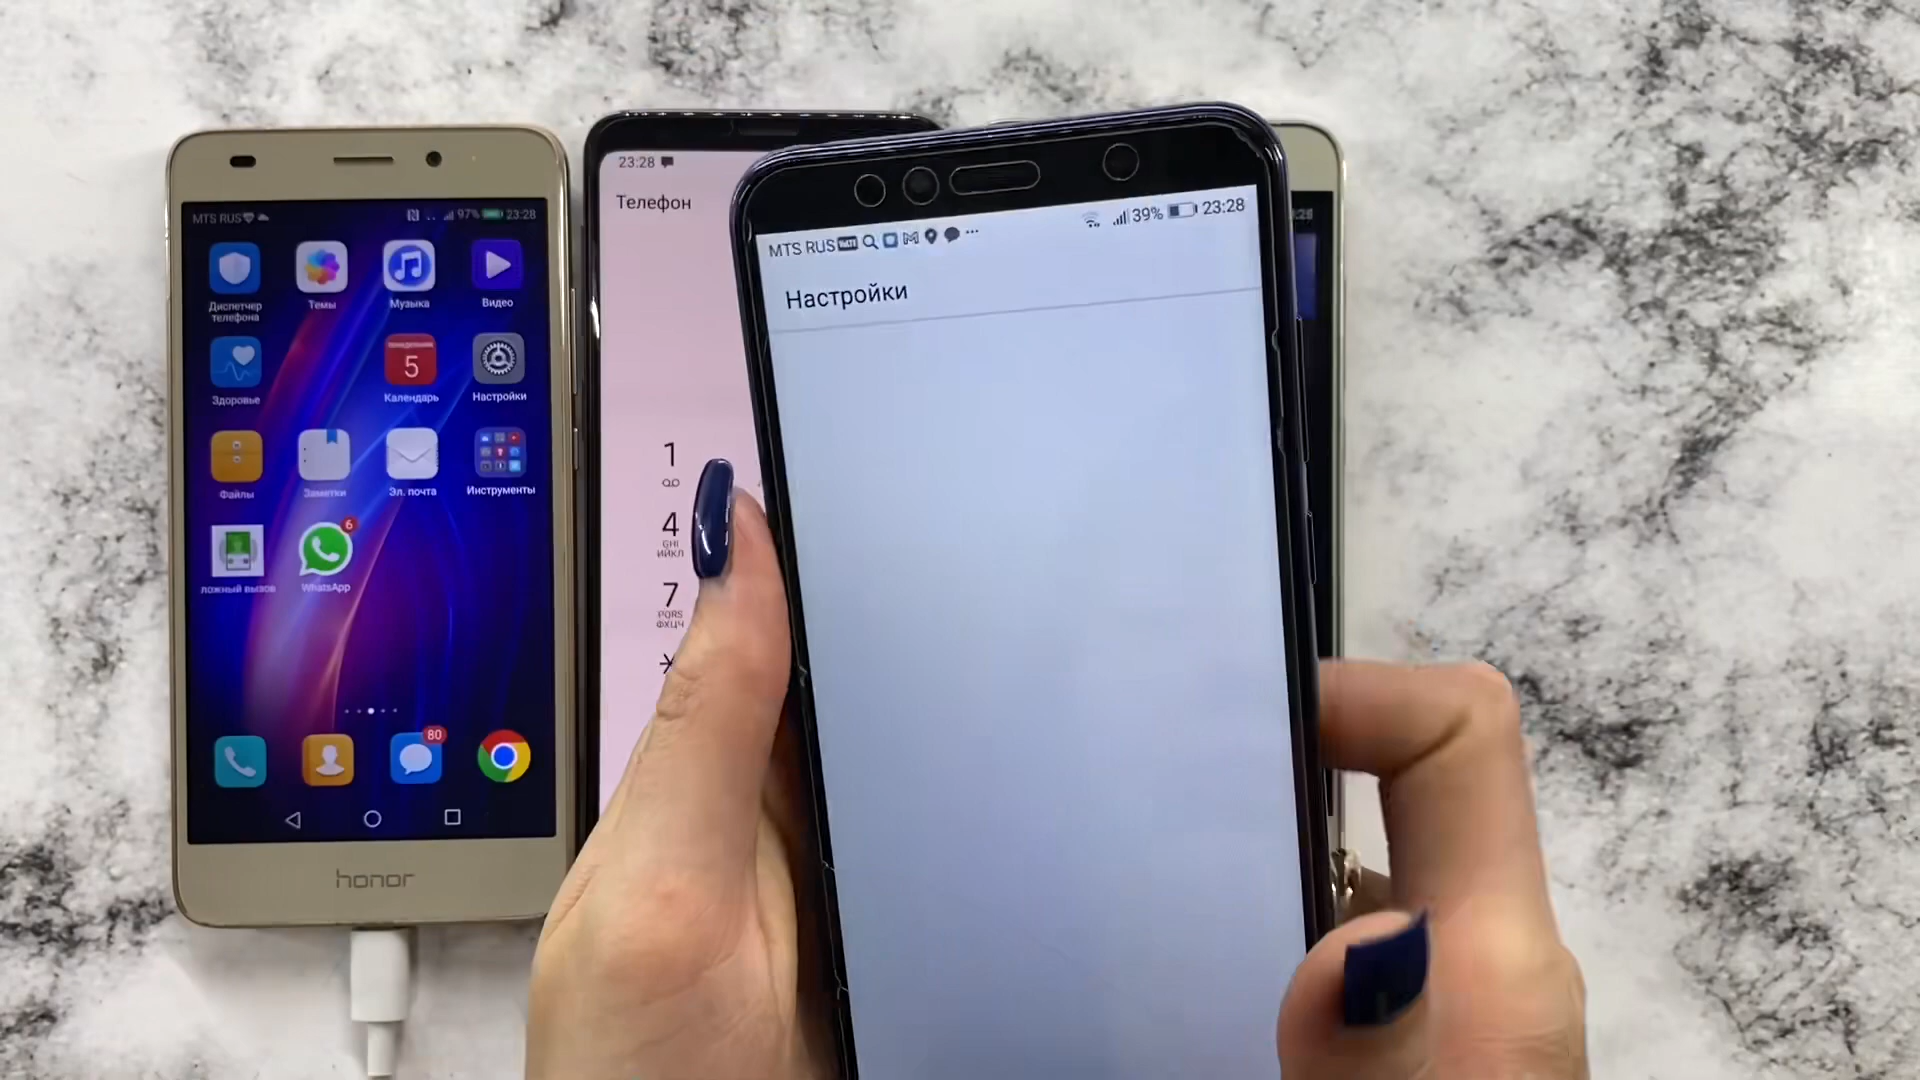 MTS RUS 97% 23:28
Диспетчер
телефона
Темы
Музыка
Видео
Здоровье
понедельник
5
Календарь
Настройки
Файлы
Заметки
Эл. почта
Инструменты
ложный вызов
6
WhatsApp
80
honor
23:28
Телефон
1
4
GHI
ИЙКЛ
7
PQRS
ФХЦЧ
MTS RUS VoLTE 39% 23:28
Настройки